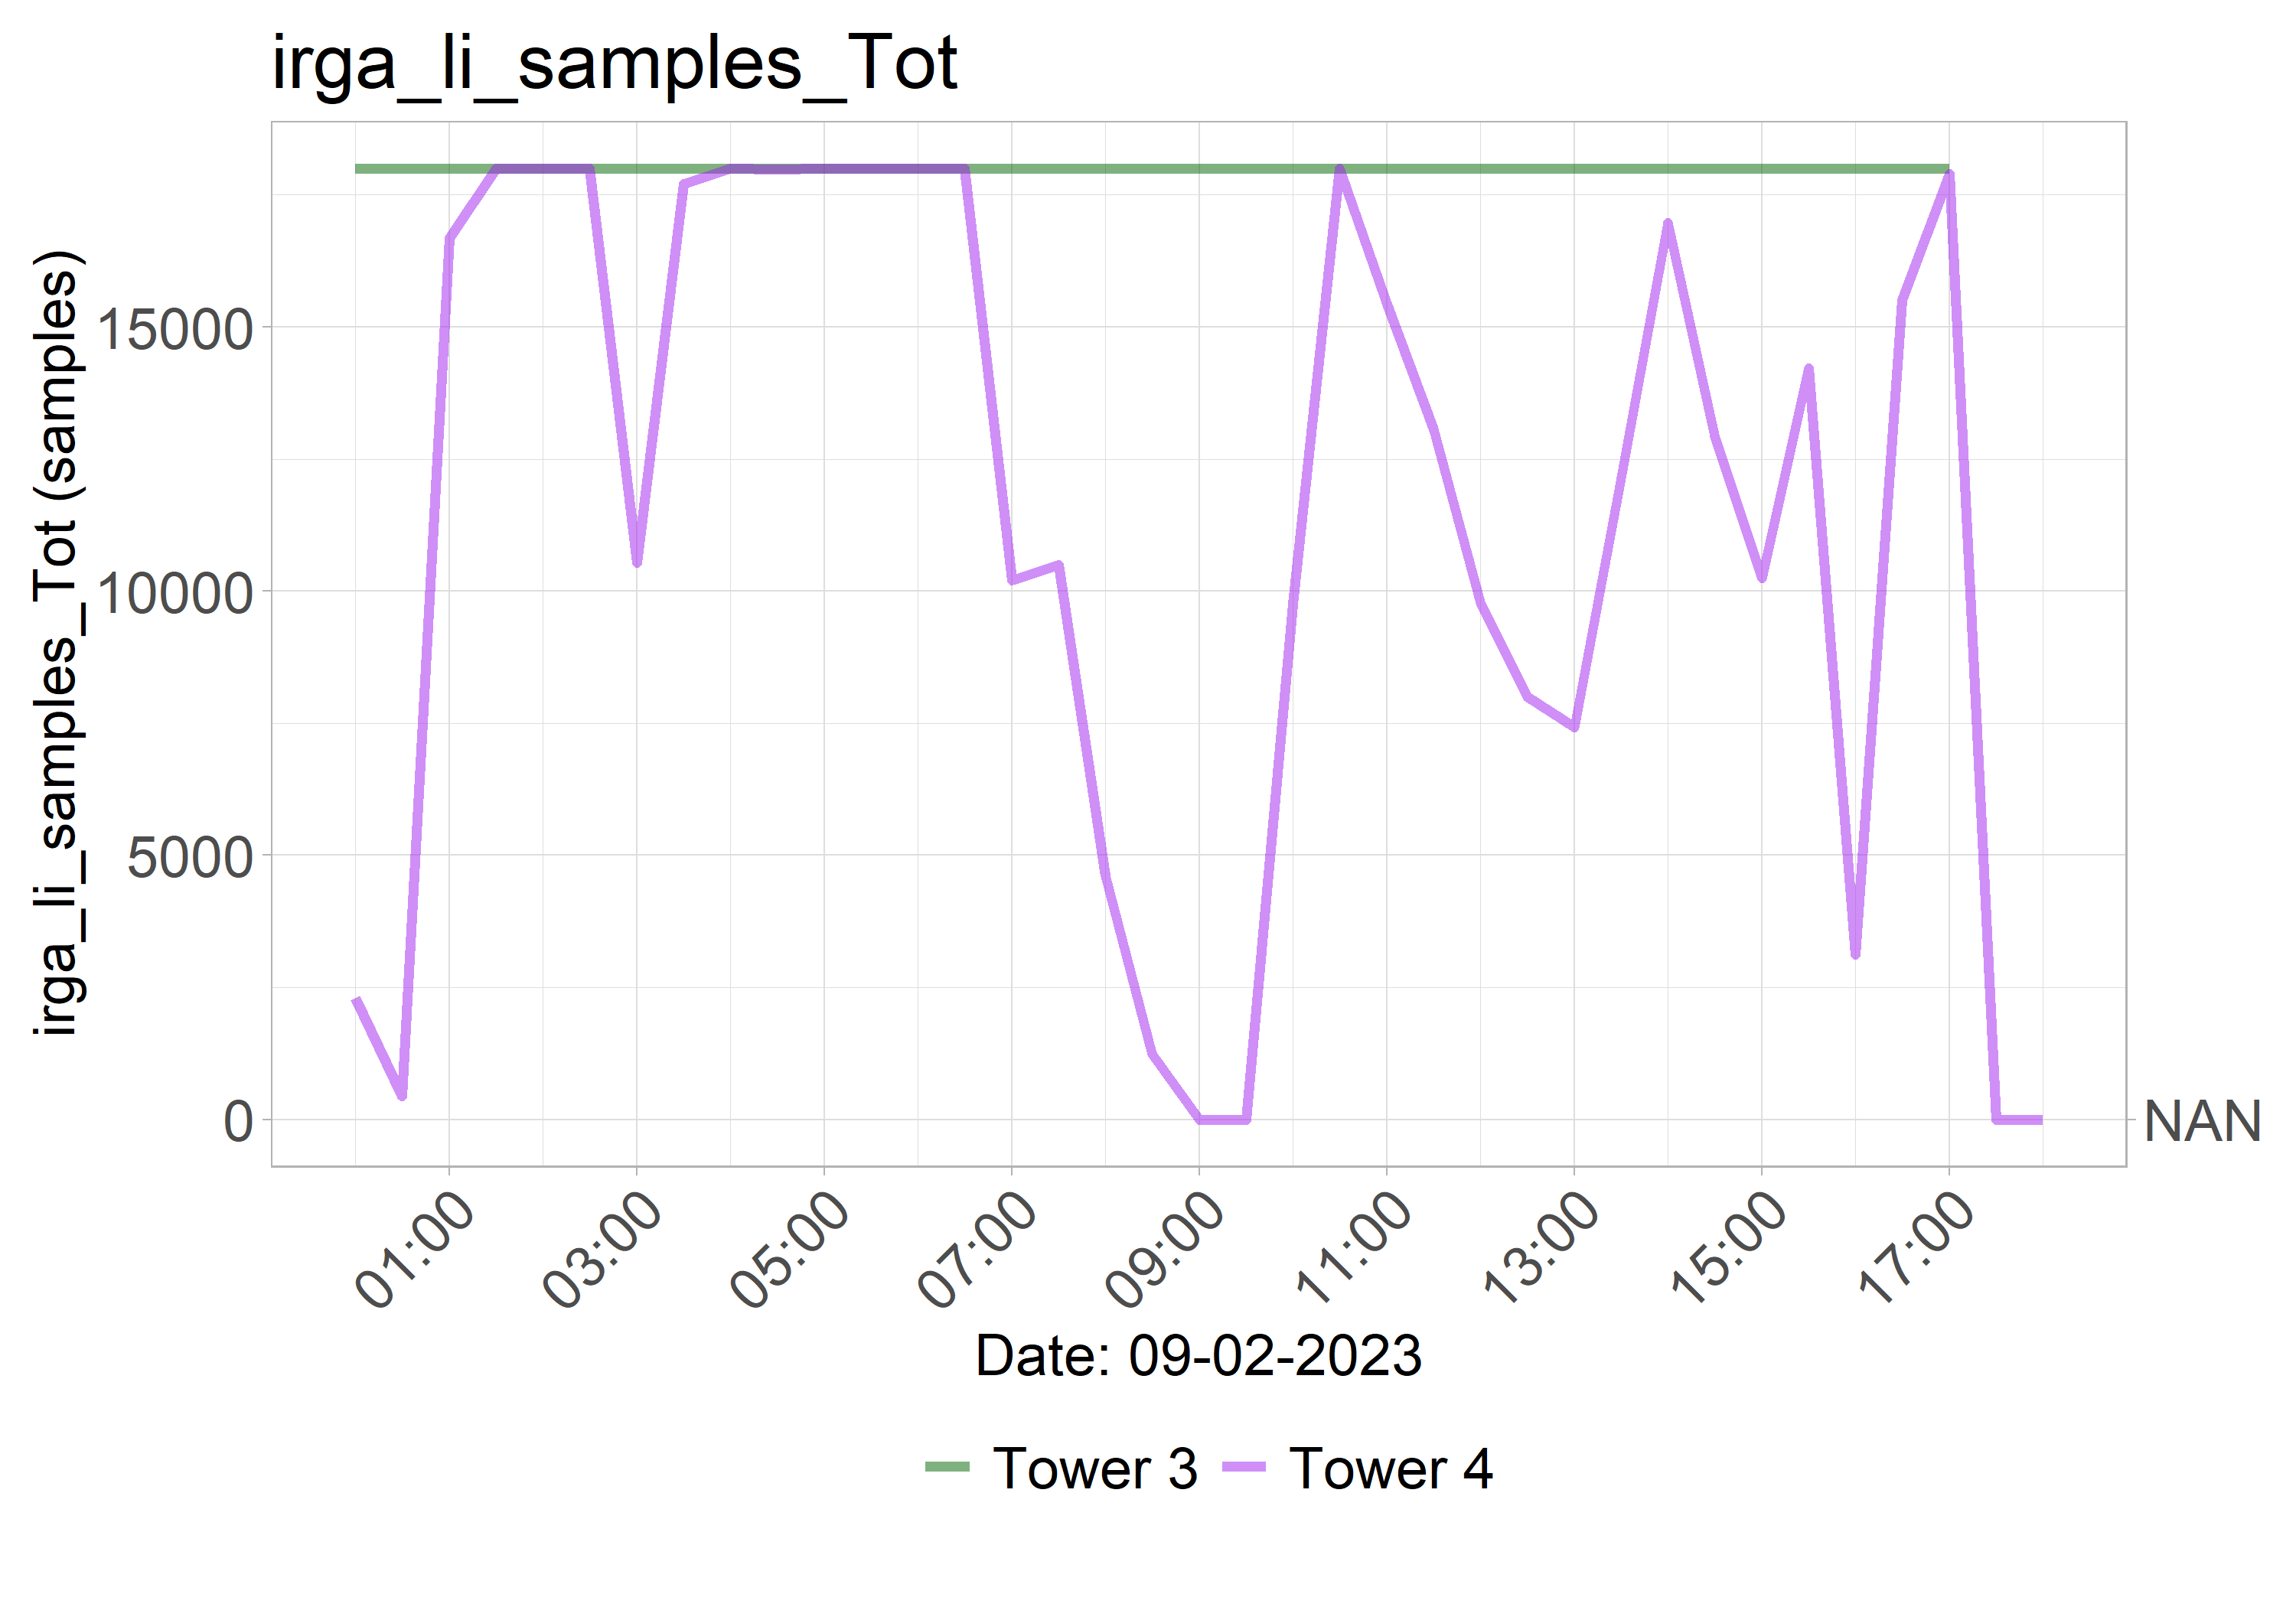 irga_li_samples_Tot
irga_li_samples_Tot (samples)
15000
10000
5000
0
NAN
01:00
03:00
05:00
07:00
09:00
11:00
13:00
15:00
17:00
Date: 09-02-2023
Tower 3
Tower 4